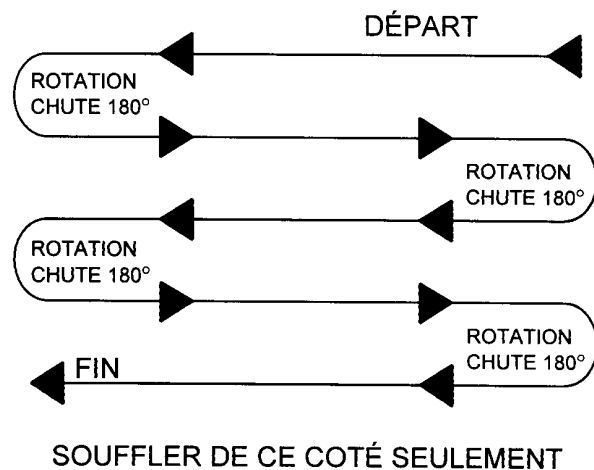 DÉPART
ROTATION
CHUTE 180°
ROTATION
CHUTE 180°
ROTATION
CHUTE 180°
ROTATION
CHUTE 180°
FIN
SOUFFLER DE CE COTÉ SEULEMENT